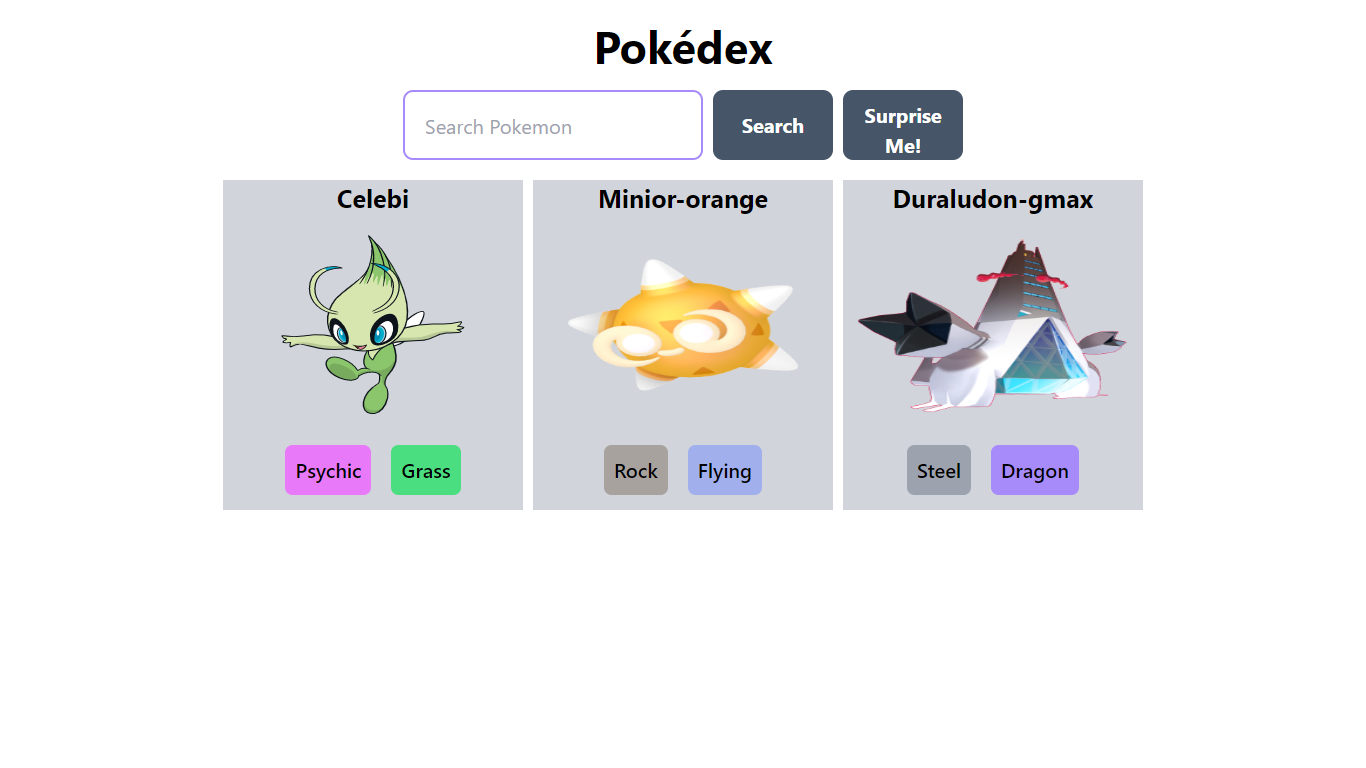 Pokédex
Search Pokemon
Search
Surprise
Me!
Celebi
Minior-orange
Duraludon-gmax
Psychic
Grass
Rock
Flying
Steel
Dragon